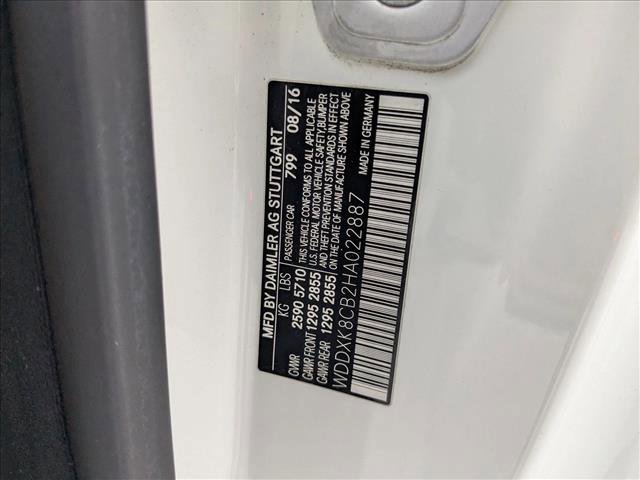 MFD BY DAIMLER AG STUTTGART
PASSENGER CAR 799 08/16
KG LBS
GVWR 2590 5710
GAWR FRONT 1295 2855
GAWR REAR 1295 2855
THIS VEHICLE CONFORMS TO ALL APPLICABLE
U.S. FEDERAL MOTOR VEHICLE SAFETY, BUMPER
AND THEFT PREVENTION STANDARDS IN EFFECT
ON THE DATE OF MANUFACTURE SHOWN ABOVE
WDDXK8CB2HA022887
MADE IN GERMANY